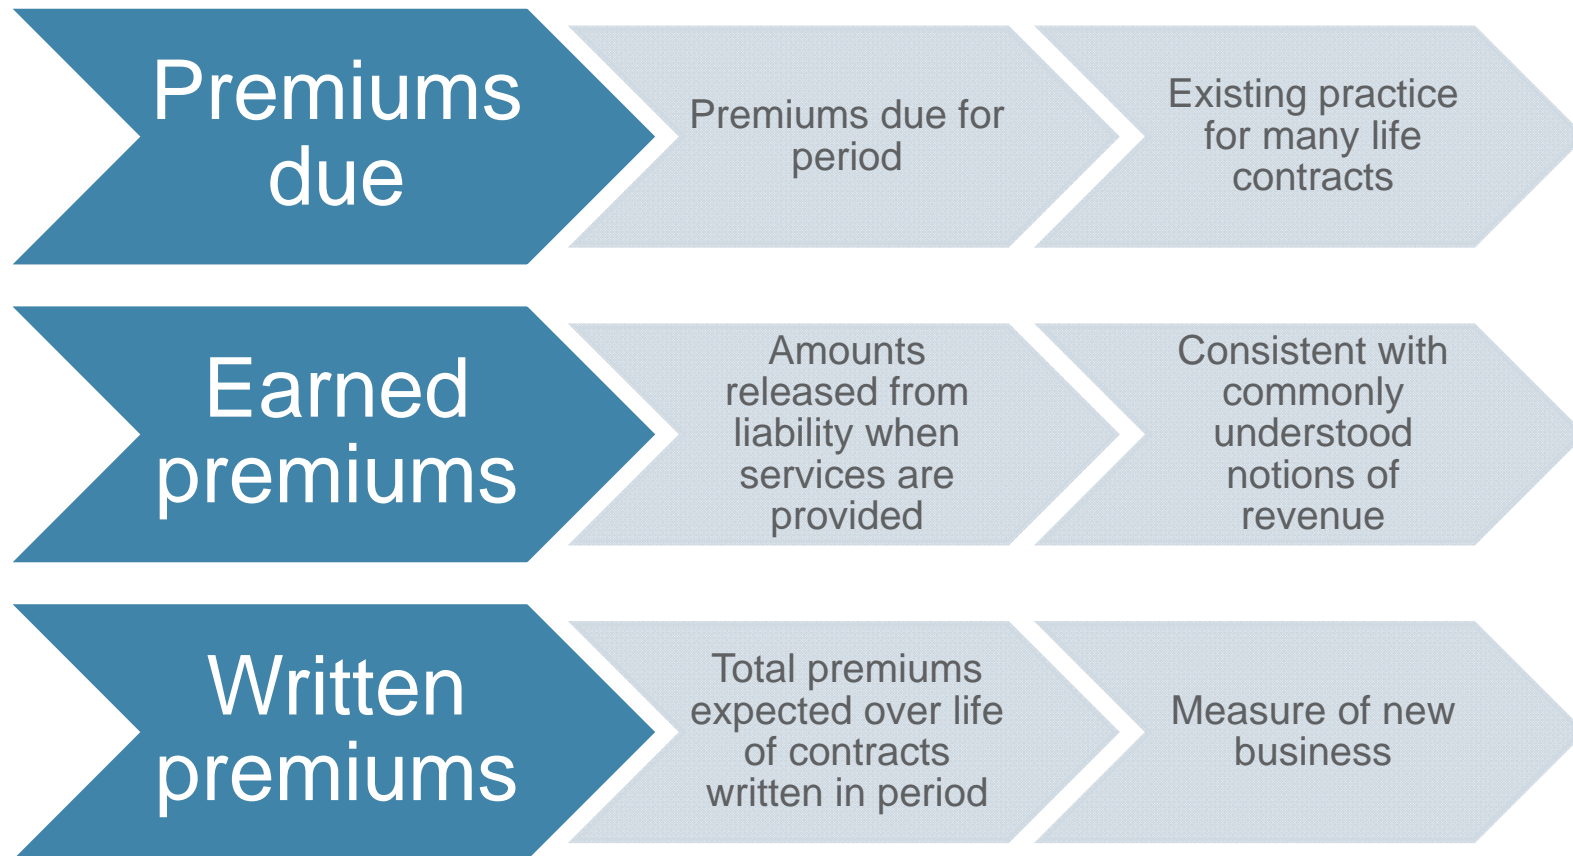 Premiums
due
Premiums due for
period
Existing practice
for many life
contracts
Earned
premiums
Amounts
released from
liability when
services are
provided
Consistent with
commonly
understood
notions of
revenue
Written
premiums
Total premiums
expected over life
of contracts
written in period
Measure of new
business